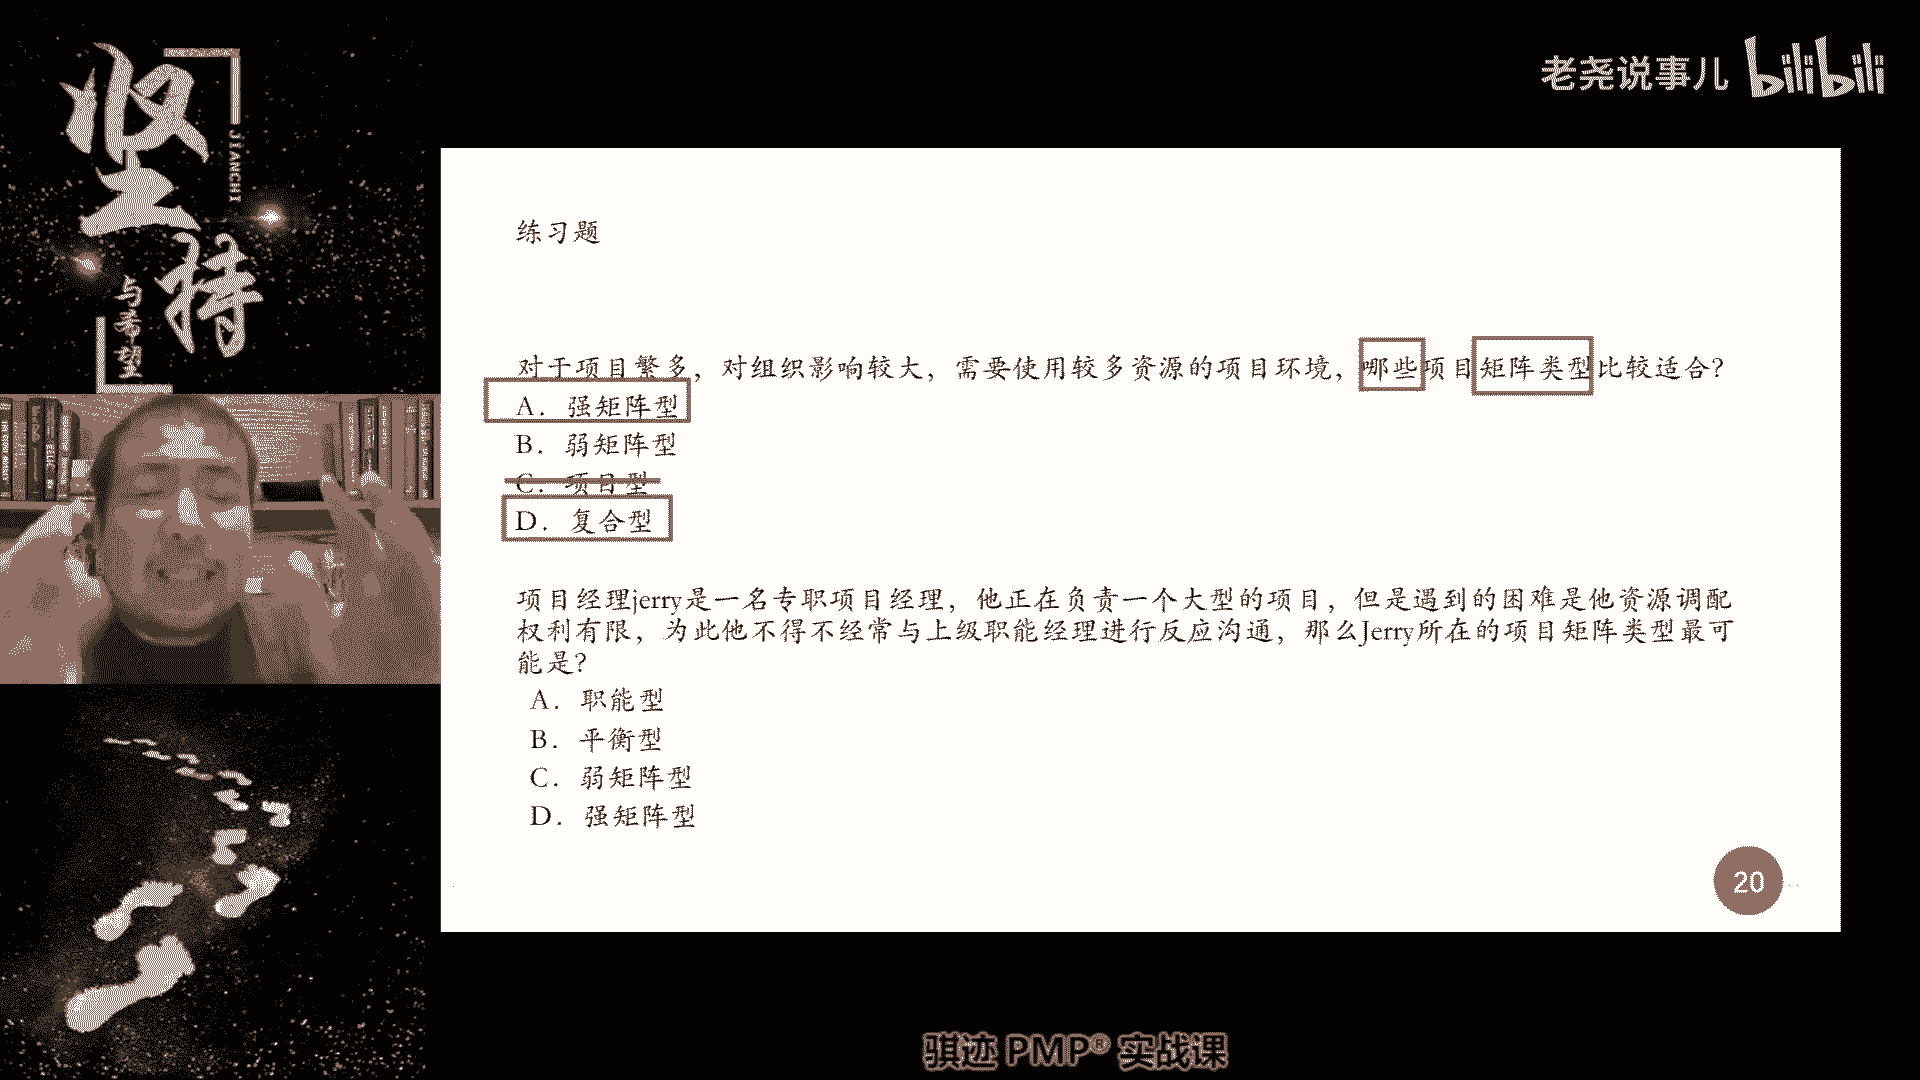 坚持
JIANCHI
与希望
老尧说事儿 bilibili
练习题
对于项目繁多，对组织影响较大，需要使用较多资源的项目环境，哪些项目矩阵类型比较适合？
A．强矩阵型
B．弱矩阵型
C．项目型
D．复合型
项目经理jerry是一名专职项目经理，他正在负责一个大型的项目，但是遇到的困难是他资源调配
权利有限，为此他不得不经常与上级职能经理进行反应沟通，那么Jerry所在的项目矩阵类型最可
能是？
A．职能型
B．平衡型
C．弱矩阵型
D．强矩阵型
20
骐迹 PMP® 实战课